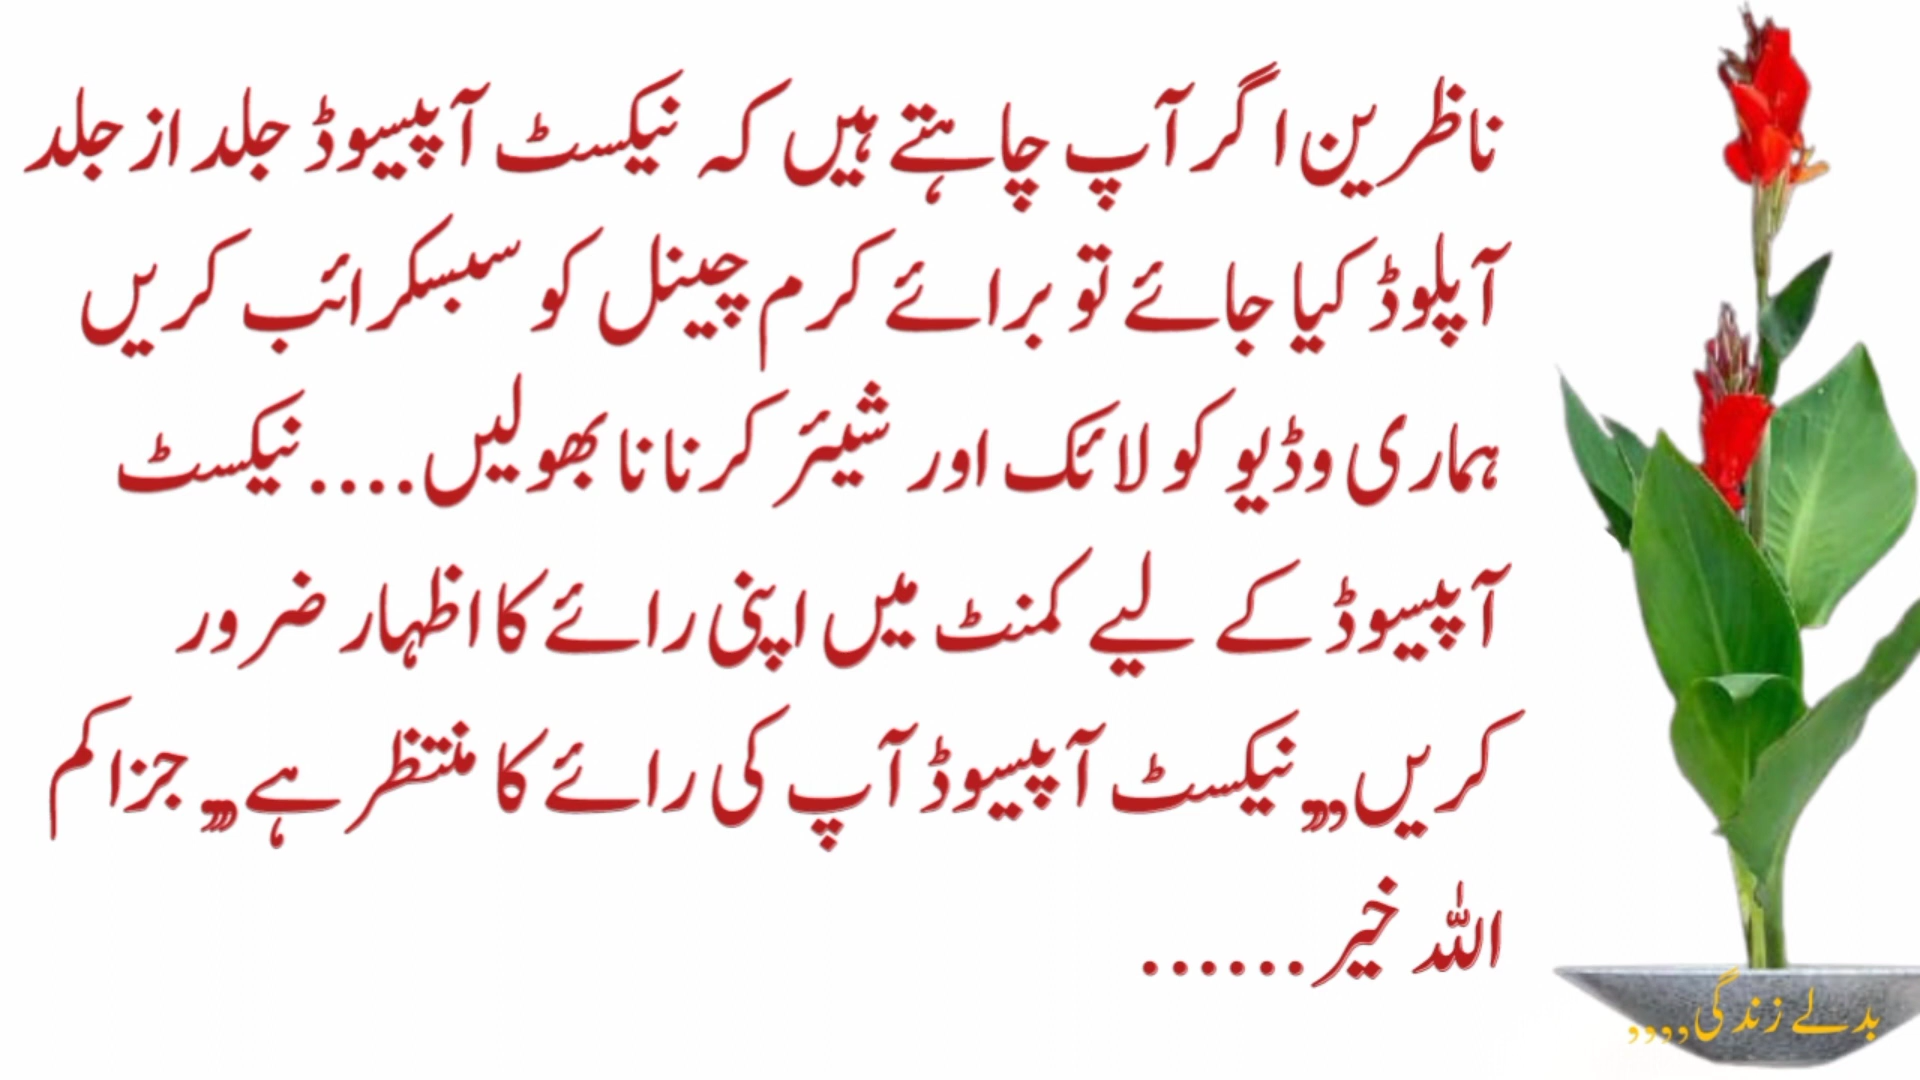 ناظرین اگر آپ چاہتے ہیں کہ نیکسٹ آپیسوڈ جلد از جلد
آپلوڈ کیا جائے تو برائے کرم چینل کو سبسکرائب کریں
ہماری وڈیو کو لائک اور شیئر کرنا نا بھولیں....نیکسٹ
آپیسوڈ کے لیے کمنٹ میں اپنی رائے کا اظہار ضرور
کریں,,نیکسٹ آپیسوڈ آپ کی رائے کا منتظر ہے,,, جزاکم
اللہ خیر......
بدلے زندگی,,,,